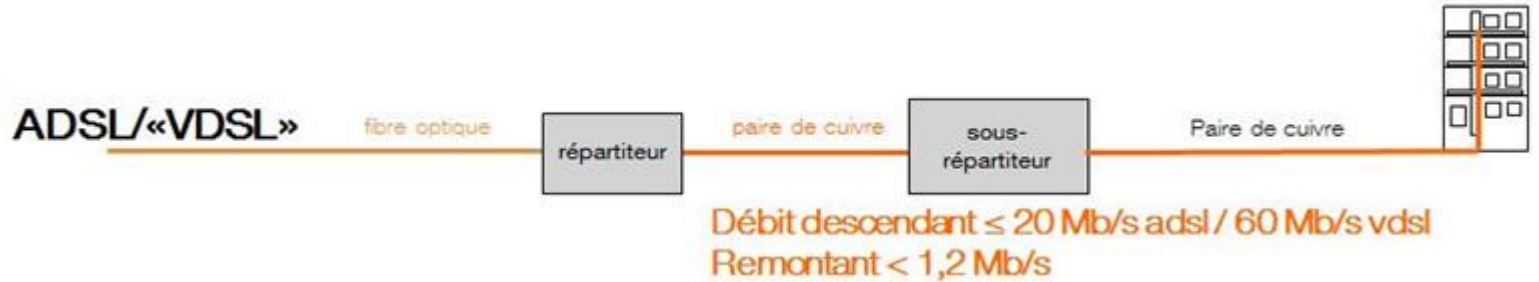 ADSL/«VDSL»
fibre optique
répartiteur
paire de cuivre
sous-
répartiteur
Paire de cuivre
Débit descendant ≤ 20 Mb/s adsl / 60 Mb/s vdsl
Remontant < 1,2 Mb/s